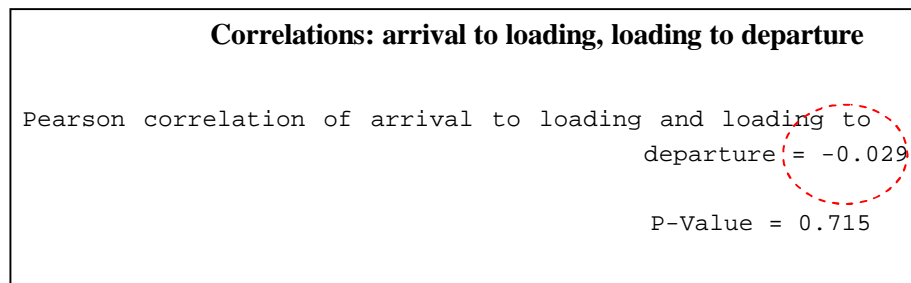 Correlations: arrival to loading, loading to departure
Pearson correlation of arrival to loading and loading to
departure = -0.029
P-Value = 0.715